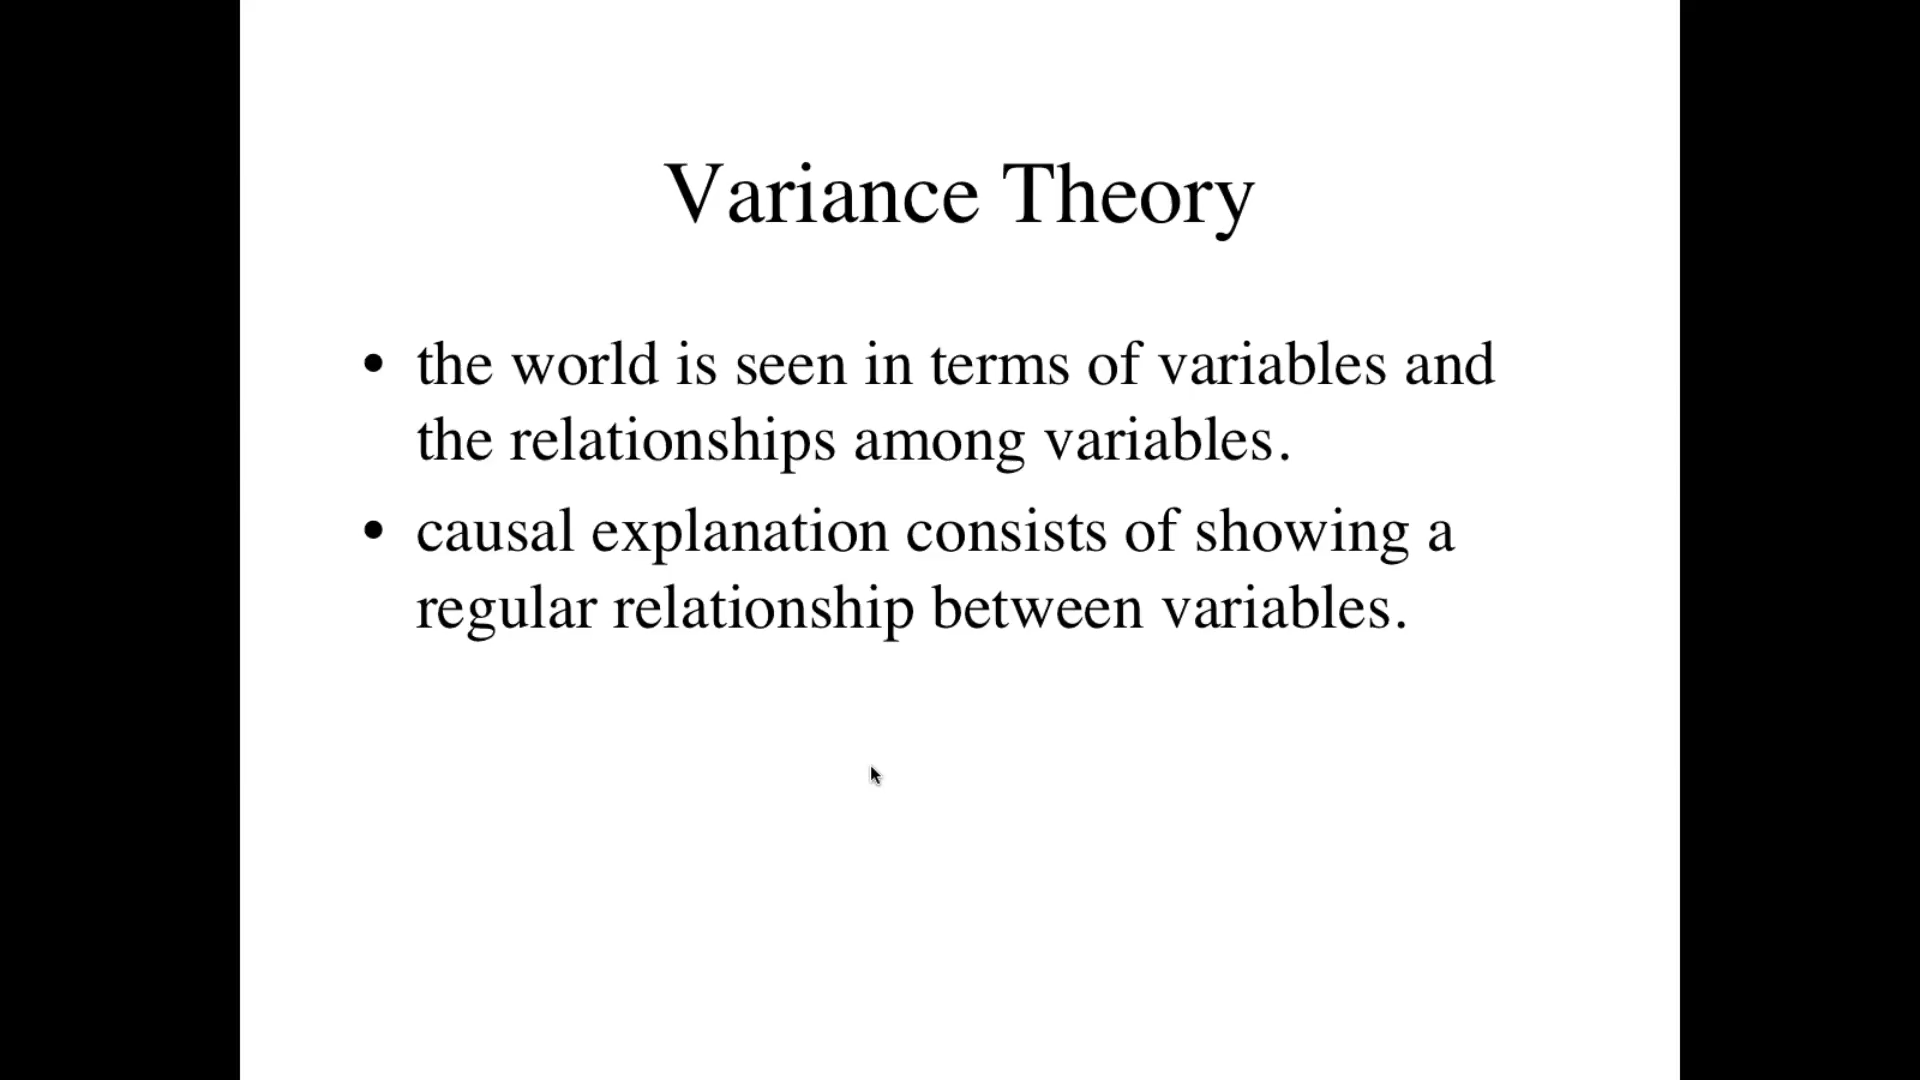 Variance Theory
• the world is seen in terms of variables and
the relationships among variables.
• causal explanation consists of showing a
regular relationship between variables.